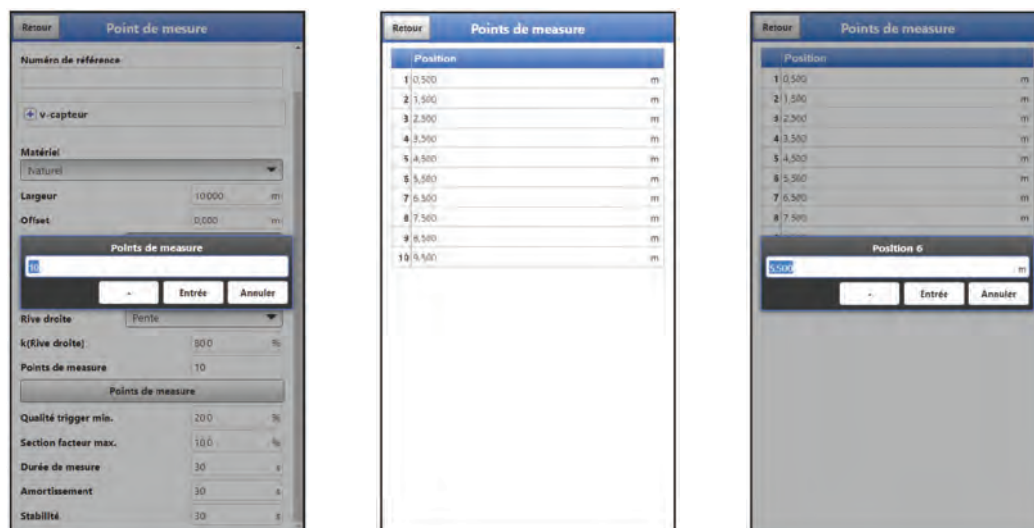 Retour Point de mesure
Numéro de référence
v-capteur
Matériel
Naturel
Largeur 10.000 m
Offset 0,000 m
Points de measure
10
- Entrée Annuler
Rive droite Pente
k(Rive droite) 80.0 %
Points de measure 10
Points de measure
Qualité trigger min. 20.0 %
Section facteur max. 10.0 %
Durée de mesure 30 s
Amortissement 30 s
Stabilité 30 s
Retour Points de measure
Position
1 0,500 m
2 1,500 m
3 2,500 m
4 3,500 m
5 4,500 m
6 5,500 m
7 6,500 m
8 7,500 m
9 8,500 m
10 9,500 m
Retour Points de measure
Position
1 0,500 m
2 1,500 m
3 2,500 m
4 3,500 m
5 4,500 m
6 5,500 m
7 6,500 m
8 7,500 m
Position 6
5,500 m
- Entrée Annuler